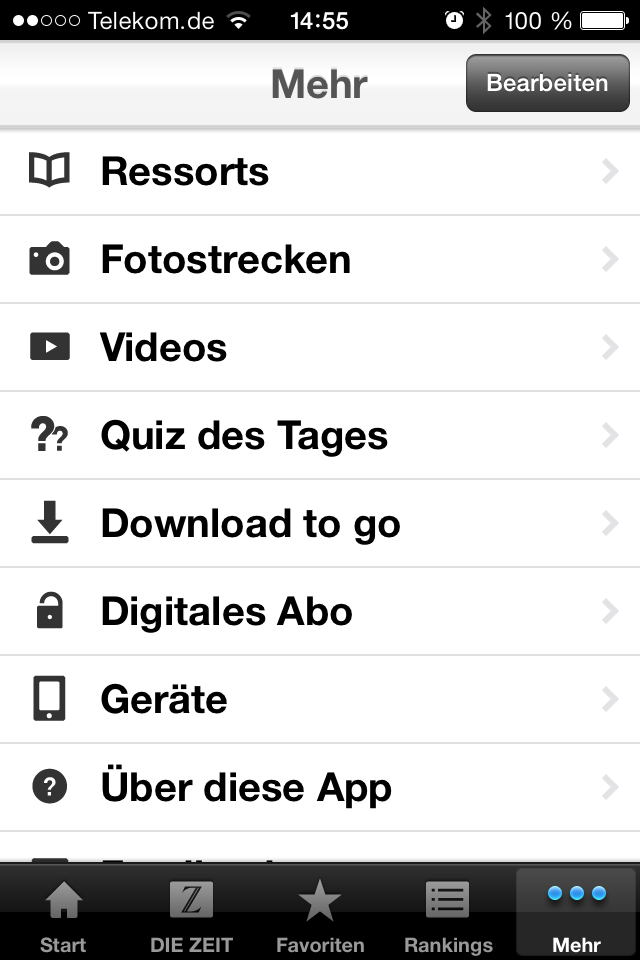 Telekom.de 14:55 100 %
Mehr Bearbeiten
Ressorts
Fotostrecken
Videos
?? Quiz des Tages
Download to go
Digitales Abo
Geräte
? Über diese App
Z
Start DIE ZEIT Favoriten Rankings Mehr